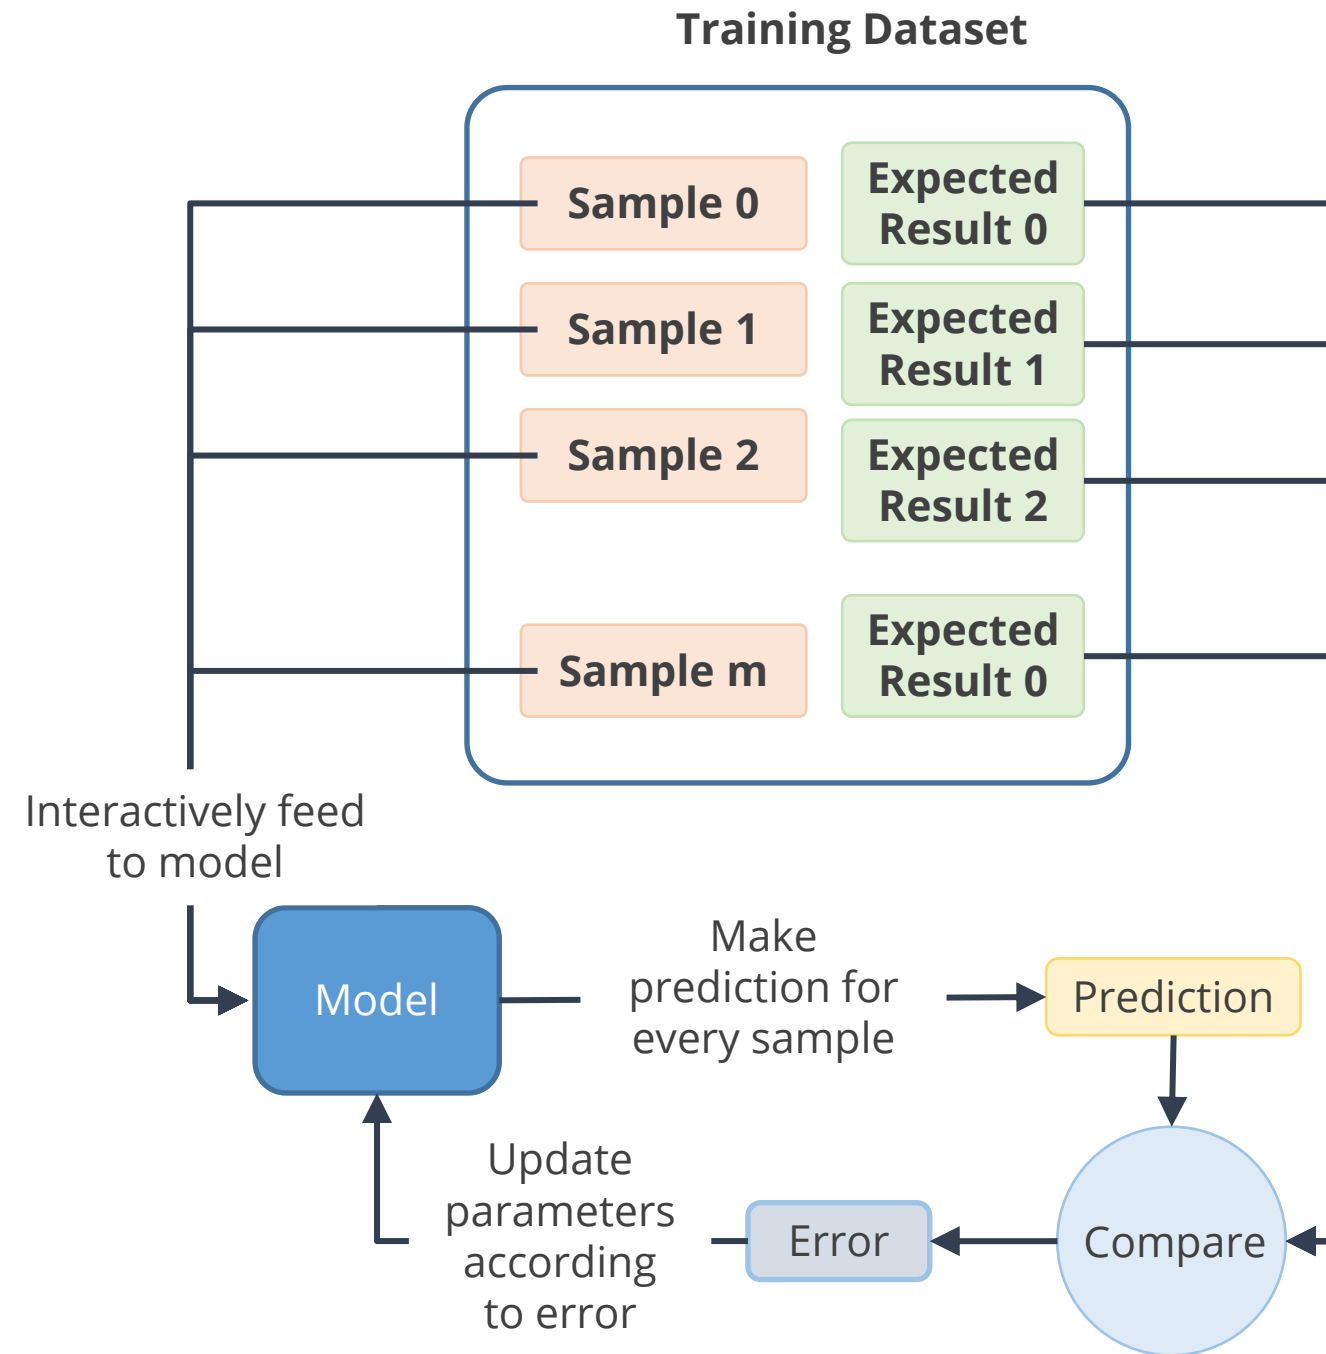 Training Dataset
Sample 0
Expected
Result 0
Sample 1
Expected
Result 1
Sample 2
Expected
Result 2
Sample m
Expected
Result 0
Interactively feed
to model
Model
Make
prediction for
every sample
Prediction
Update
parameters
according
to error
Error
Compare